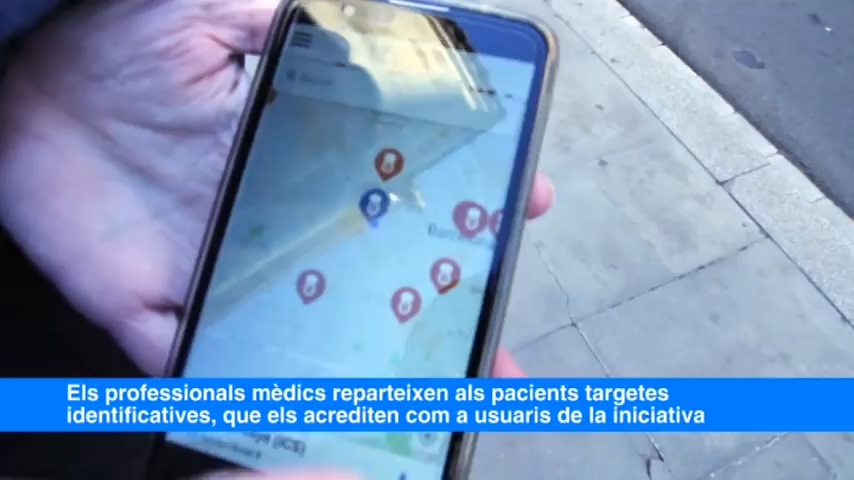 Els professionals mèdics reparteixen als pacients targetes
identificatives, que els acrediten com a usuaris de la iniciativa